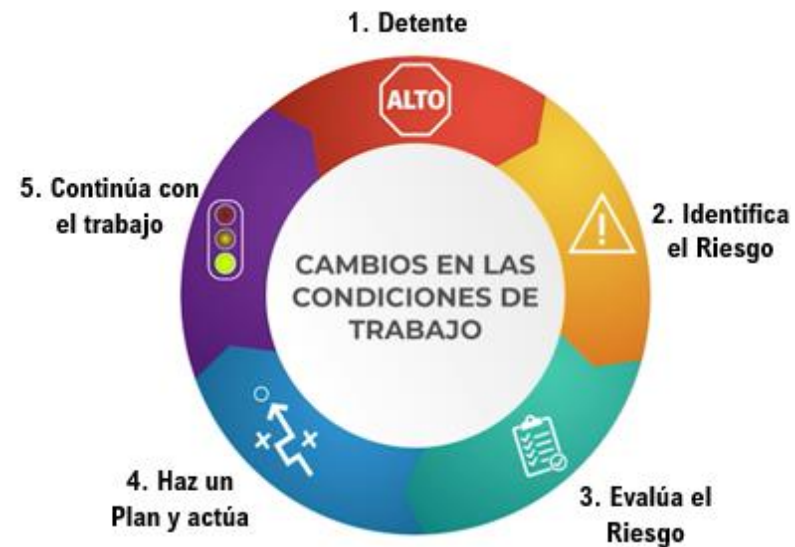 1. Detente
ALTO
2. Identifica
el Riesgo
3. Evalúa el
Riesgo
4. Haz un
Plan y actúa
5. Continúa con
el trabajo
CAMBIOS EN LAS
CONDICIONES DE
TRABAJO